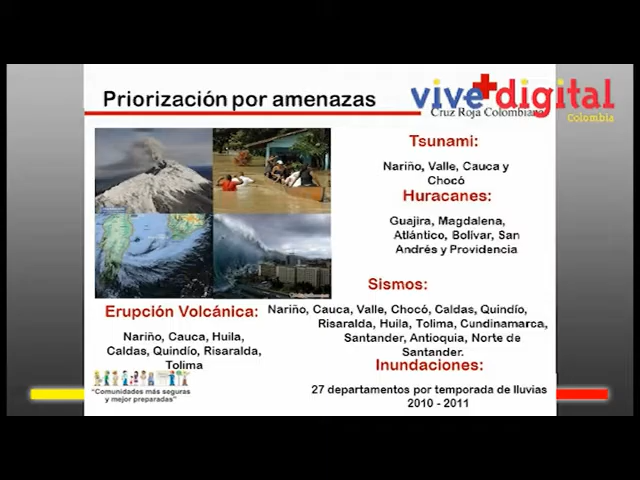 Priorización por amenazas
vive digital
Colombia
Cruz Roja Colombiana
Tsunami:
Nariño, Valle, Cauca y
Chocó
Huracanes:
Guajira, Magdalena,
Atlántico, Bolívar, San
Andrés y Providencia
Sismos:
Nariño, Cauca, Valle, Chocó, Caldas, Quindío,
Risaralda, Huila, Tolima, Cundinamarca,
Santander, Antioquia, Norte de
Santander.
Erupción Volcánica:
Nariño, Cauca, Huila,
Caldas, Quindío, Risaralda,
Tolima
Inundaciones:
27 departamentos por temporada de lluvias
2010 - 2011
"Comunidades más seguras
y mejor preparadas"